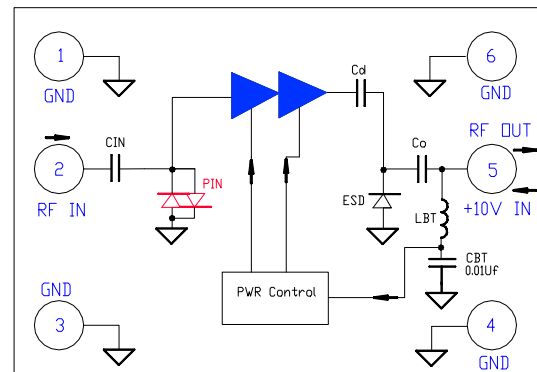 1
GND
6
GND
Cd
RF OUT
CIN
Co
2
RF IN
PIN
5
+10V IN
ESD
LBT
CBT
0.01Uf
PWR Control
GND
3
4
GND